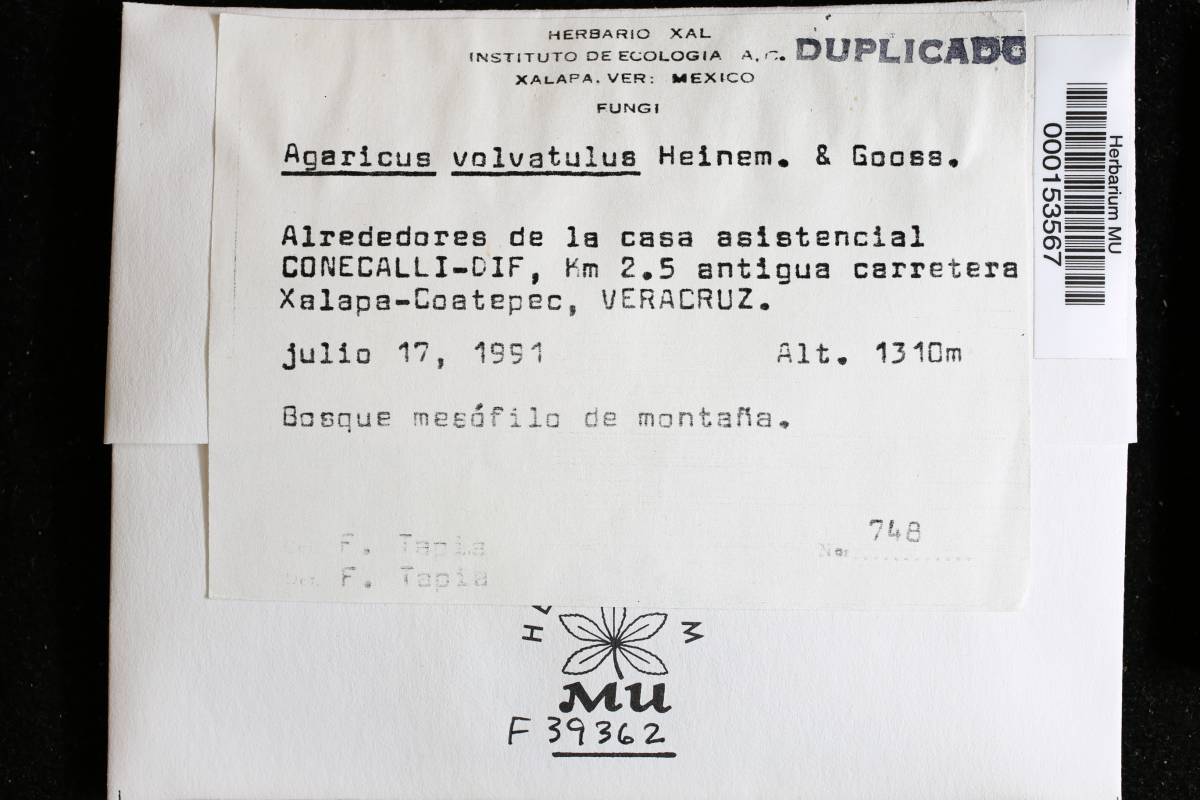 HERBARIO XAL
INSTITUTO DE ECOLOGIA A. C. DUPLICADO
XALAPA. VER: MEXICO
FUNGI
Agaricus volvatulus Heinem. & Gooss.
Alrededores de la casa asistencial
CONECALLI-DIF, Km 2.5 antigua carretera
Xalapa-Coatepec, VERACRUZ.
julio 17, 1991 Alt. 1310m
Bosque mesófilo de montaña.
F. Tapia
No. 748
Det. F. Tapia
Herbarium MU
000153567
MU
F 39362